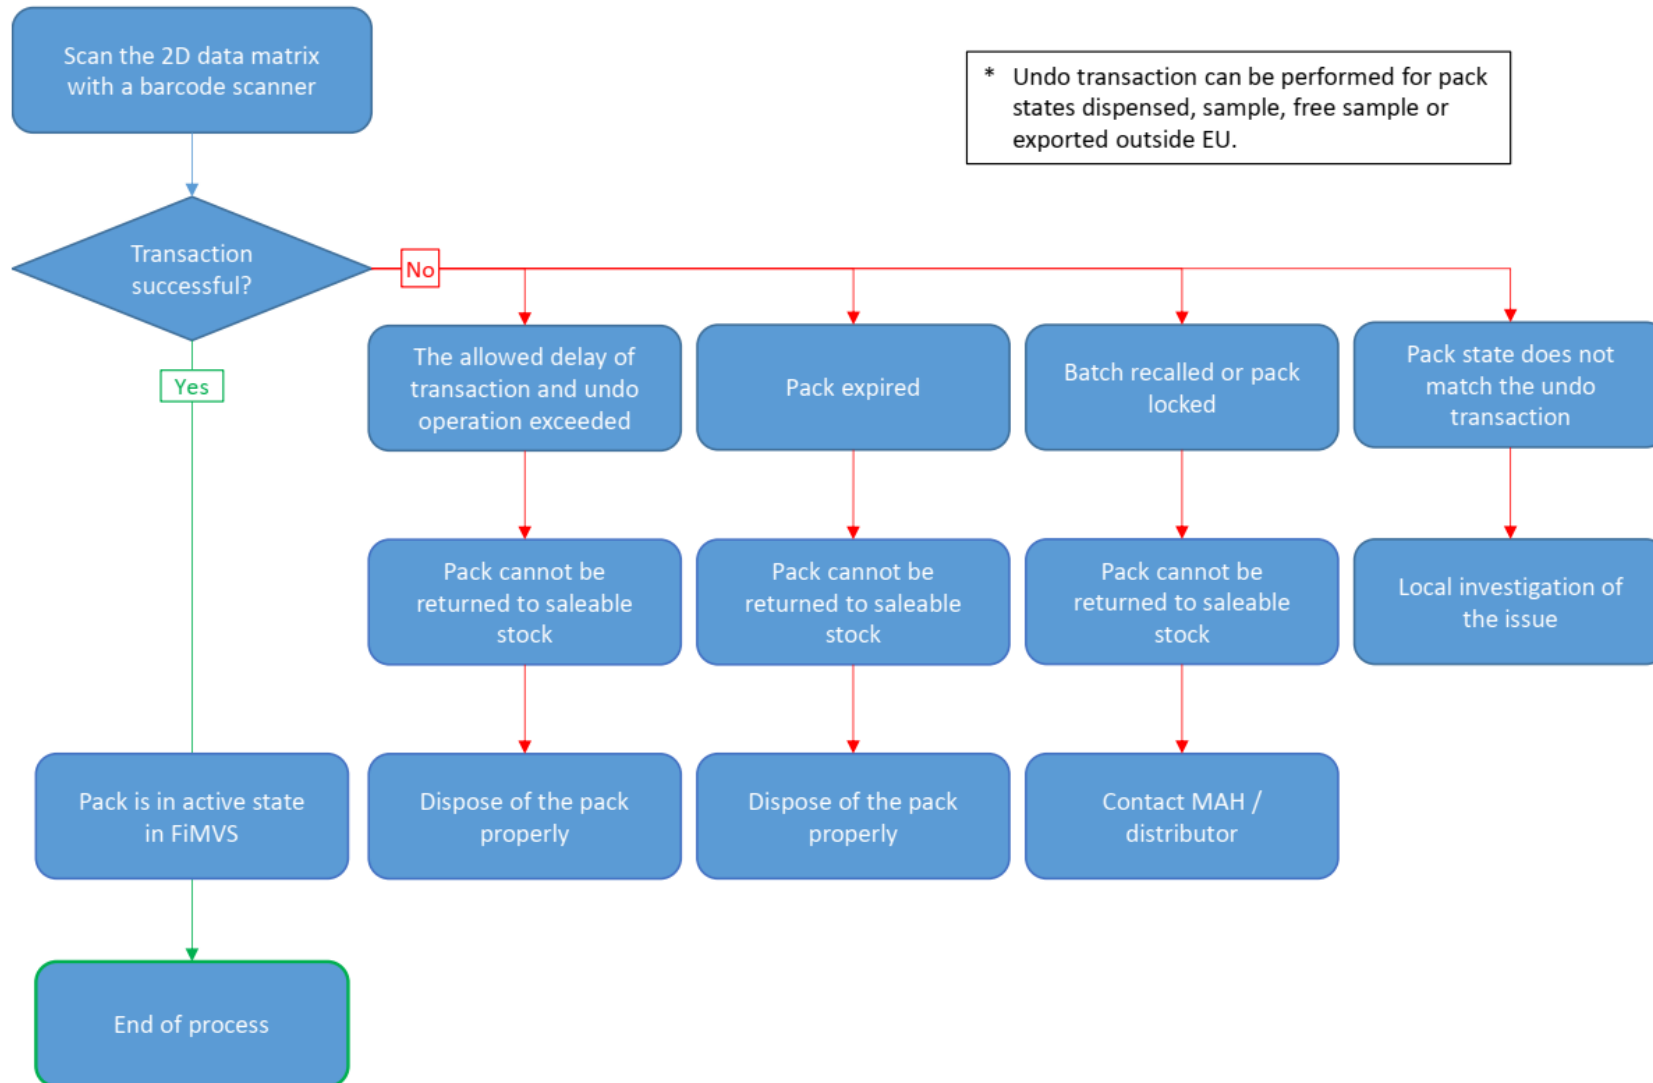 Scan the 2D data matrix
with a barcode scanner
* Undo transaction can be performed for pack
states dispensed, sample, free sample or
exported outside EU.
Transaction
successful?
No
Yes
The allowed delay of
transaction and undo
operation exceeded
Pack expired
Batch recalled or pack
locked
Pack state does not
match the undo
transaction
Pack cannot be
returned to saleable
stock
Pack cannot be
returned to saleable
stock
Pack cannot be
returned to saleable
stock
Local investigation of
the issue
Pack is in active state
in FiMVS
Dispose of the pack
properly
Dispose of the pack
properly
Contact MAH /
distributor
End of process